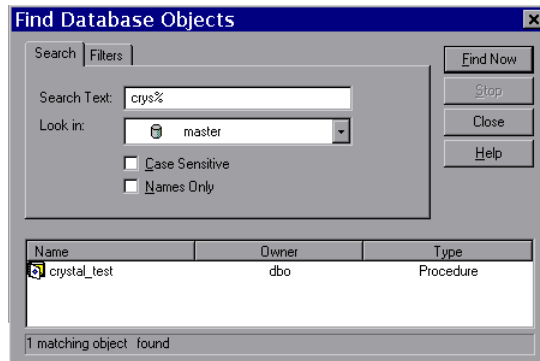 Find Database Objects
Search Filters
Find Now
Search Text: crys%
Stop
Look in: master
Close
Case Sensitive
Help
Names Only
Name Owner Type
crystal_test dbo Procedure
1 matching object found